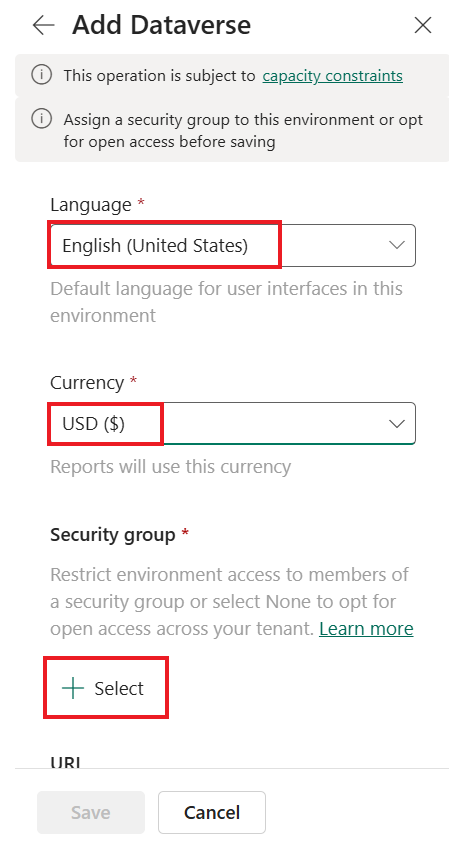 Add Dataverse
This operation is subject to capacity constraints
Assign a security group to this environment or opt
for open access before saving
Language *
English (United States)
Default language for user interfaces in this
environment
Currency *
USD ($)
Reports will use this currency
Security group *
Restrict environment access to members of
a security group or select None to opt for
open access across your tenant. Learn more
Select
URL
Save Cancel